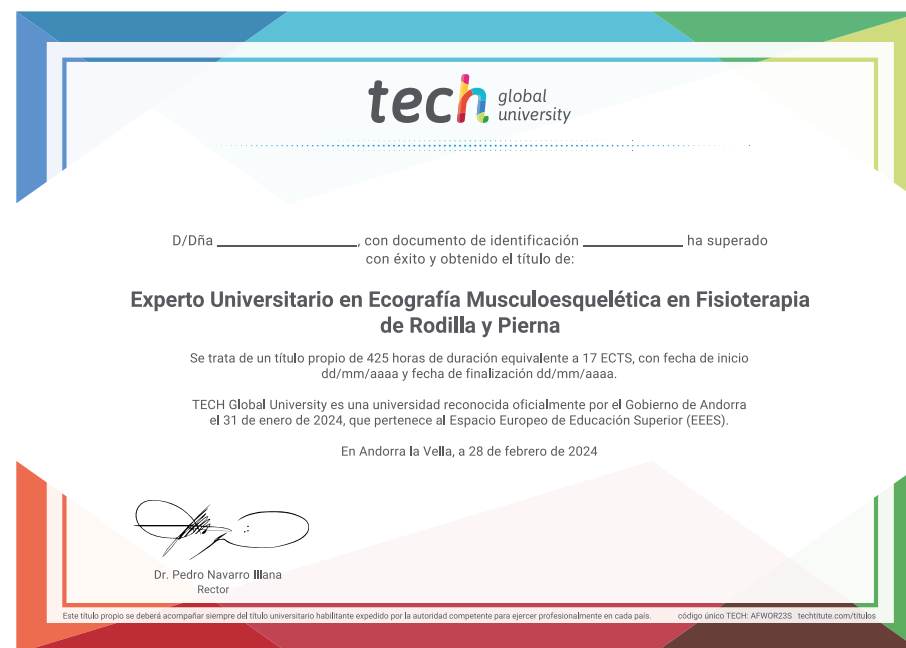 tech global university
D/Dña ____________________, con documento de identificación ______________ ha superado
con éxito y obtenido el título de:
Experto Universitario en Ecografía Musculoesquelética en Fisioterapia
de Rodilla y Pierna
Se trata de un título propio de 425 horas de duración equivalente a 17 ECTS, con fecha de inicio
dd/mm/aaaa y fecha de finalización dd/mm/aaaa.
TECH Global University es una universidad reconocida oficialmente por el Gobierno de Andorra
el 31 de enero de 2024, que pertenece al Espacio Europeo de Educación Superior (EEES).
En Andorra la Vella, a 28 de febrero de 2024
Dr. Pedro Navarro Illana
Rector
Este título propio se deberá acompañar siempre del título universitario habilitante expedido por la autoridad competente para ejercer profesionalmente en cada país. código único TECH: AFWOR23S techtitute.com/titulos